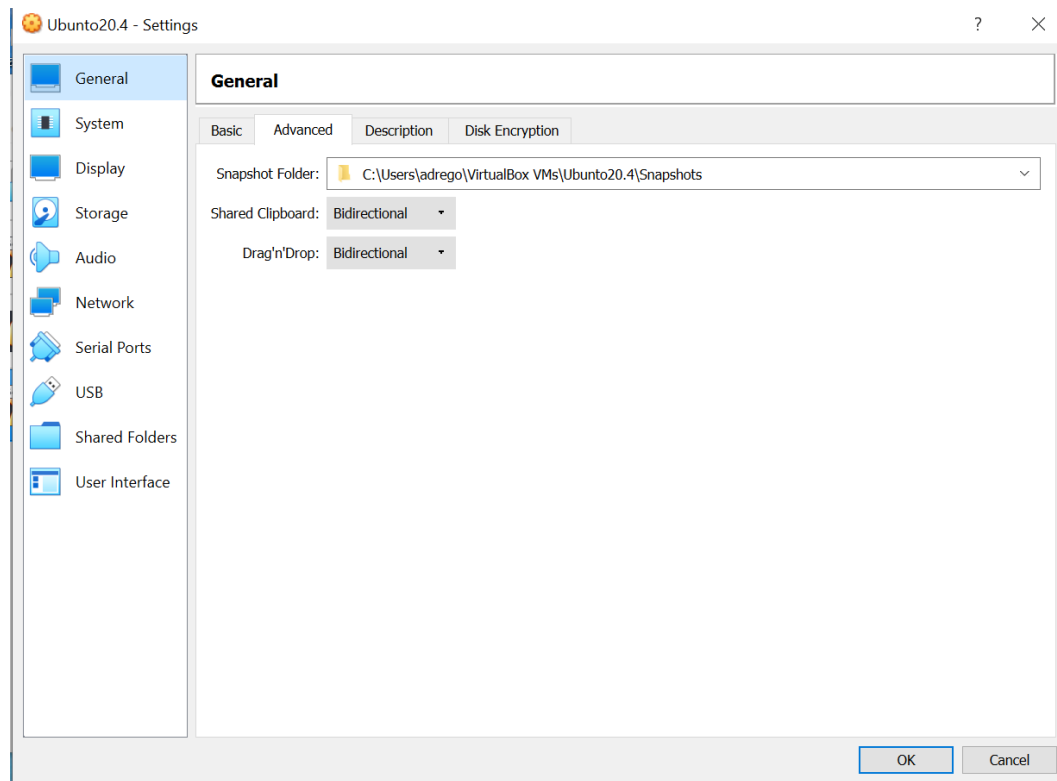 Ubunto20.4 - Settings ?
General
System
Display
Storage
Audio
Network
Serial Ports
USB
Shared Folders
User Interface
General
Basic Advanced Description Disk Encryption
Snapshot Folder: C:\Users\adrego\VirtualBox VMs\Ubunto20.4\Snapshots
Shared Clipboard: Bidirectional
Drag'n'Drop: Bidirectional
OK Cancel